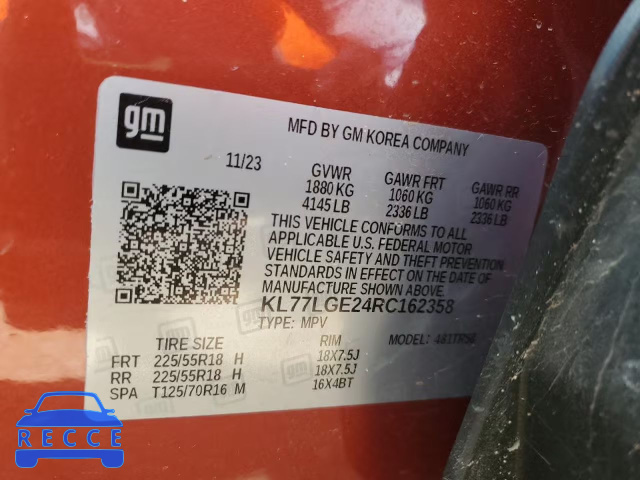 gm
MFD BY GM KOREA COMPANY
11/23
GVWR
1880 KG
4145 LB
GAWR FRT
1060 KG
2336 LB
GAWR RR
1060 KG
2336 LB
THIS VEHICLE CONFORMS TO ALL
APPLICABLE U.S. FEDERAL MOTOR
VEHICLE SAFETY AND THEFT PREVENTION
STANDARDS IN EFFECT ON THE DATE OF
MANUFACTURE SHOWN ABOVE.
KL77LGE24RC162358
TYPE: MPV
MODEL:
TIRE SIZE RIM
FRT 225/55R18 H 18X7.5J
RR 225/55R18 H 18X7.5J
SPA T125/70R16 M 16X4BT